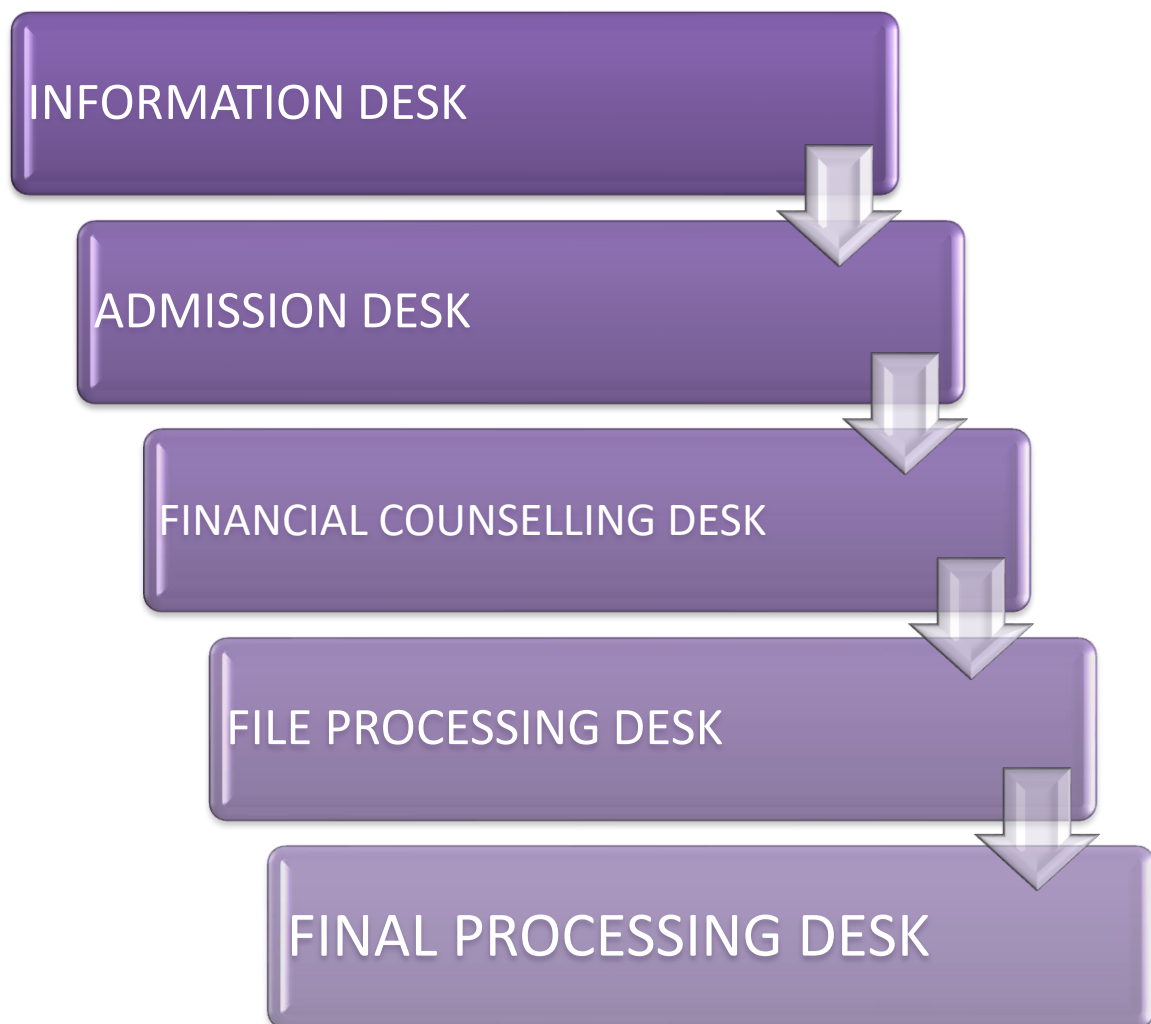 INFORMATION DESK
ADMISSION DESK
FINANCIAL COUNSELLING DESK
FILE PROCESSING DESK
FINAL PROCESSING DESK